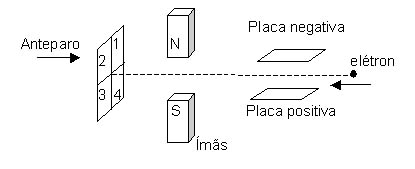 Placa negativa
Anteparo
N
elétron
1
2
3
4
S
Placa positiva
Ímãs